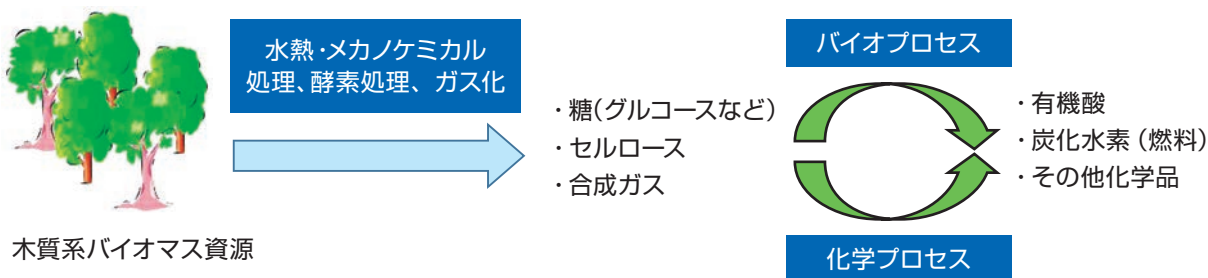 水熱・メカノケミカル
処理、酵素処理、ガス化
木質系バイオマス資源
・糖(グルコースなど)
・セルロース
・合成ガス
バイオプロセス
化学プロセス
・有機酸
・炭化水素（燃料）
・その他化学品